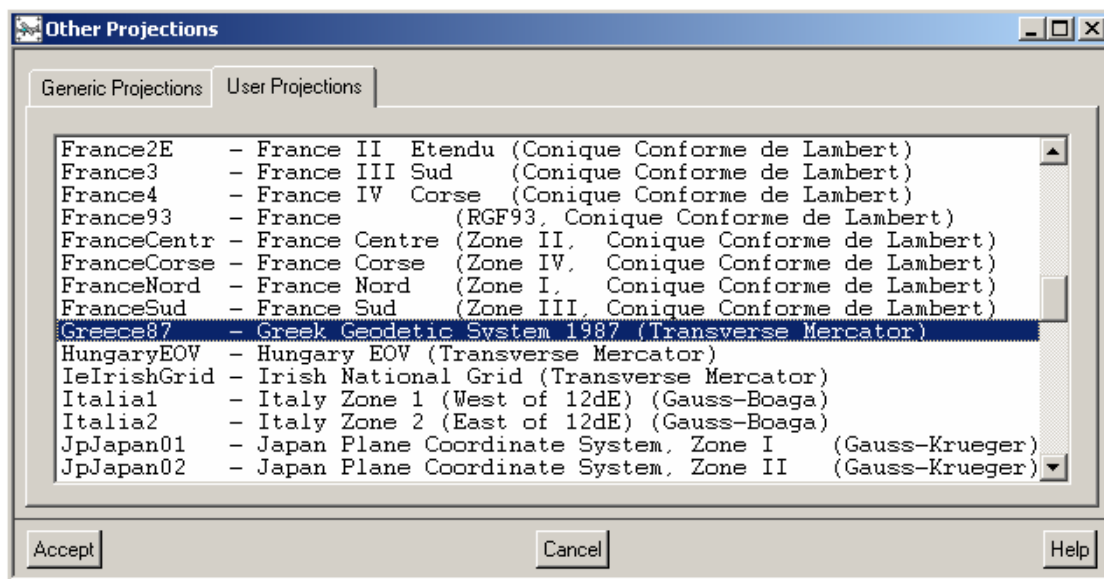 Other Projections
Generic Projections User Projections
France2E - France II Etendu (Conique Conforme de Lambert)
France3 - France III Sud (Conique Conforme de Lambert)
France4 - France IV Corse (Conique Conforme de Lambert)
France93 - France (RGF93, Conique Conforme de Lambert)
FranceCentr - France Centre (Zone II, Conique Conforme de Lambert)
FranceCorse - France Corse (Zone IV, Conique Conforme de Lambert)
FranceNord - France Nord (Zone I, Conique Conforme de Lambert)
FranceSud - France Sud (Zone III, Conique Conforme de Lambert)
Greece87 - Greek Geodetic System 1987 (Transverse Mercator)
HungaryEOV - Hungary EOV (Transverse Mercator)
IeIrishGrid - Irish National Grid (Transverse Mercator)
Italia1 - Italy Zone 1 (West of 12dE) (Gauss-Boaga)
Italia2 - Italy Zone 2 (East of 12dE) (Gauss-Boaga)
JpJapan01 - Japan Plane Coordinate System, Zone I (Gauss-Krueger)
JpJapan02 - Japan Plane Coordinate System, Zone II (Gauss-Krueger)
Accept Cancel Help